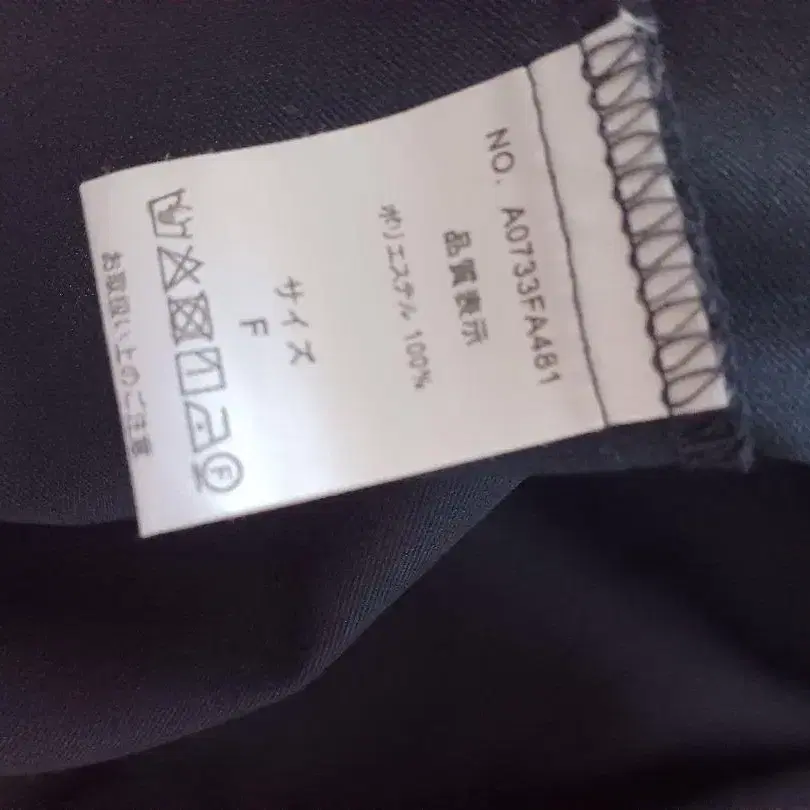 NO. A0733FA481
品質表示
ポリエステル 100%
サイズ
F
F
お取扱い上のご注意